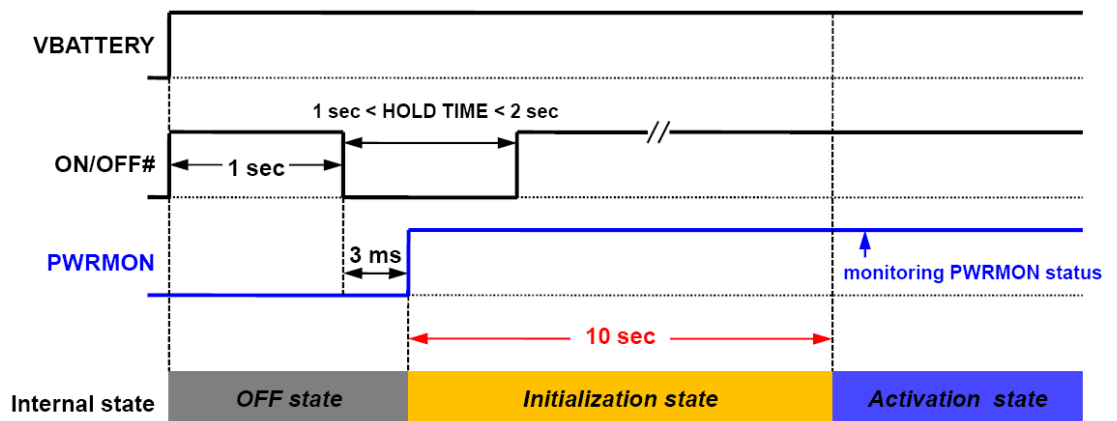 VBATTERY
1 sec < HOLD TIME < 2 sec
ON/OFF#
1 sec
PWRMON
3 ms
monitoring PWRMON status
10 sec
Internal state
OFF state
Initialization state
Activation state